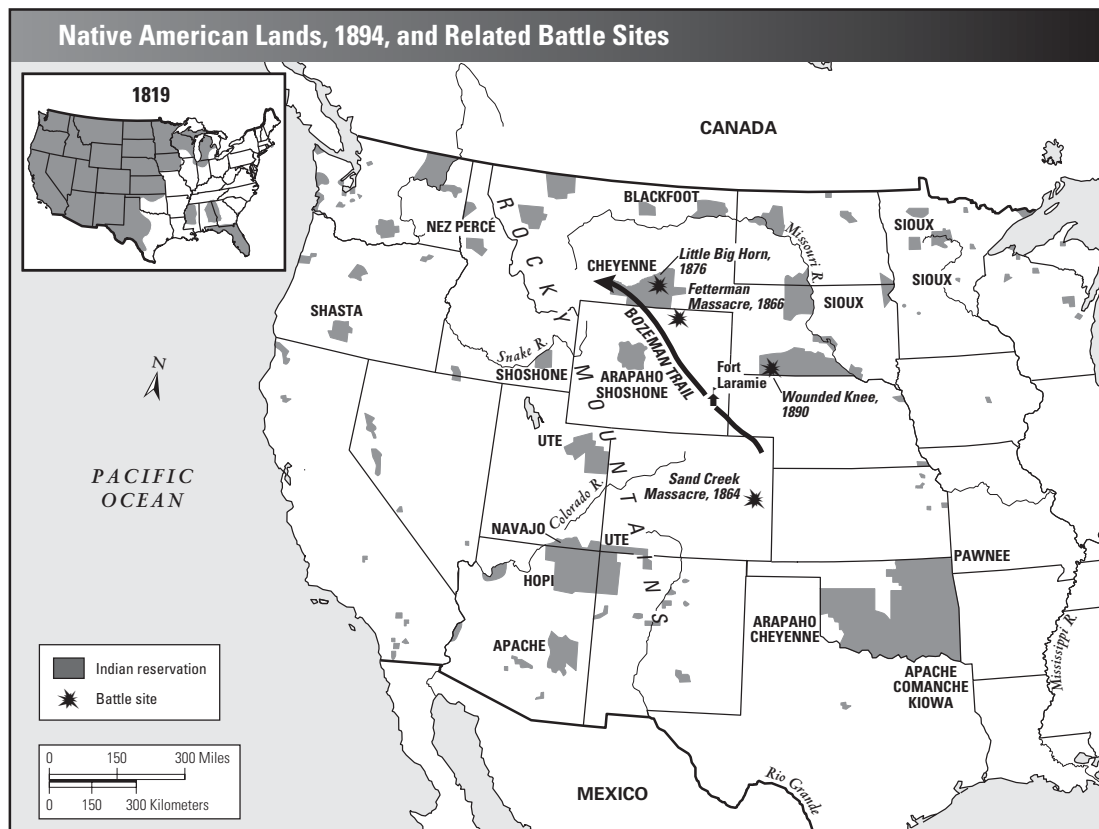 Native American Lands, 1894, and Related Battle Sites
1819
CANADA
BLACKFOOT
NEZ PERCÉ
ROCKY MOUNTAINS
Missouri R.
SIOUX
SIOUX
SIOUX
CHEYENNE
Little Big Horn,
1876
Fetterman
Massacre, 1866
SHASTA
BOZEMAN TRAIL
Snake R.
SHOSHONE
ARAPAHO
SHOSHONE
Fort
Laramie
Wounded Knee,
1890
N
UTE
PACIFIC
OCEAN
Sand Creek
Massacre, 1864
Colorado R.
NAVAJO
UTE
HOPI
PAWNEE
APACHE
ARAPAHO
CHEYENNE
Mississippi R.
APACHE
COMANCHE
KIOWA
Indian reservation
Battle site
0 150 300 Miles
0 150 300 Kilometers
MEXICO
Rio Grande